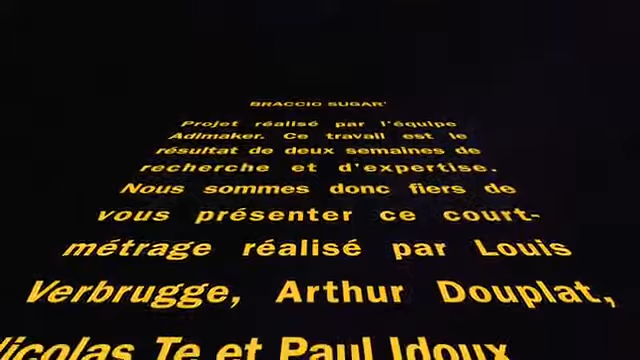 BRACCIO SUGAR'
Projet réalisé par l'équipe
Adimaker. Ce travail est le
résultat de deux semaines de
recherche et d'expertise.
Nous sommes donc fiers de
vous présenter ce court-
métrage réalisé par Louis
Verbrugge, Arthur Douplat,
Nicolas Te et Paul Idoux